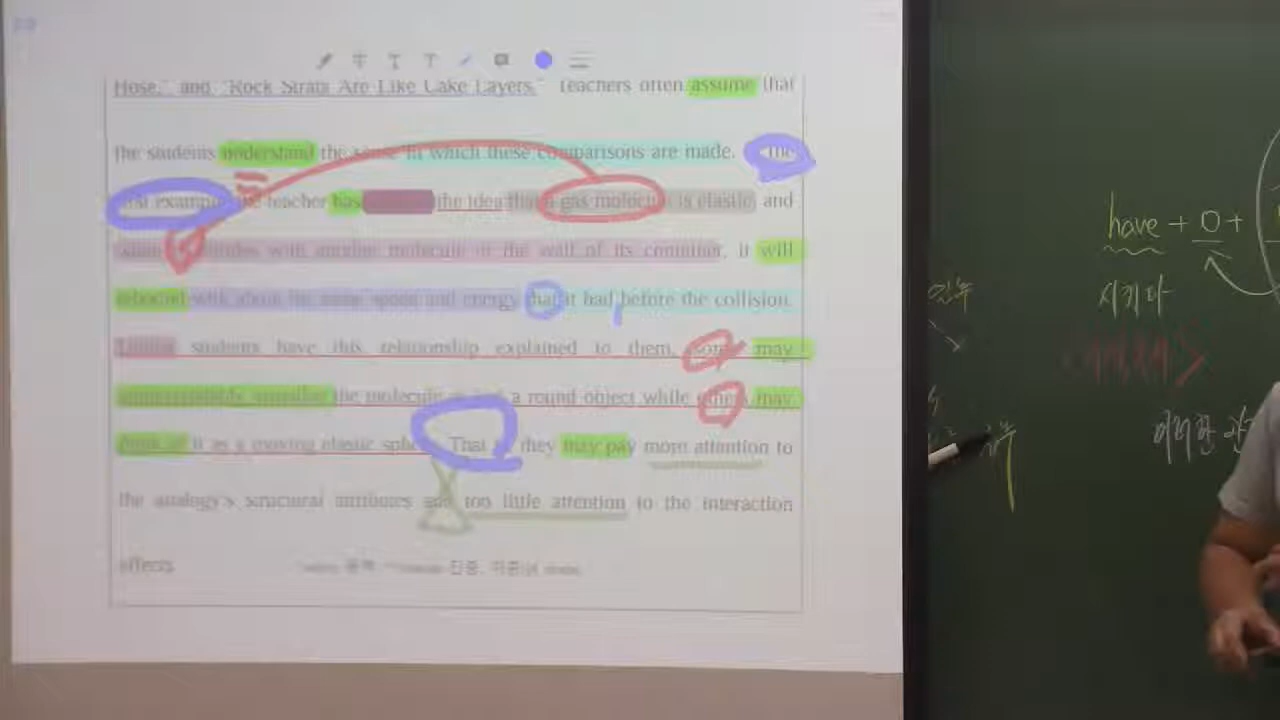 Hose," and "Rock Strata Are Like Cake Layers." Teachers often assume that
the students understand the sense in which these comparisons are made. The
example the teacher has the idea that a gas molecule is elastic and
collides with another molecule or the wall of its container, it will
rebound with about the same speed and energy that it had before the collision.
Unless students have this relationship explained to them, some may
the molecule a round object while others may
think of it as a moving elastic sphere. That is they may pay more attention to
the analogy's structural attributes and too little attention to the interaction
effects
have + O +
시키다